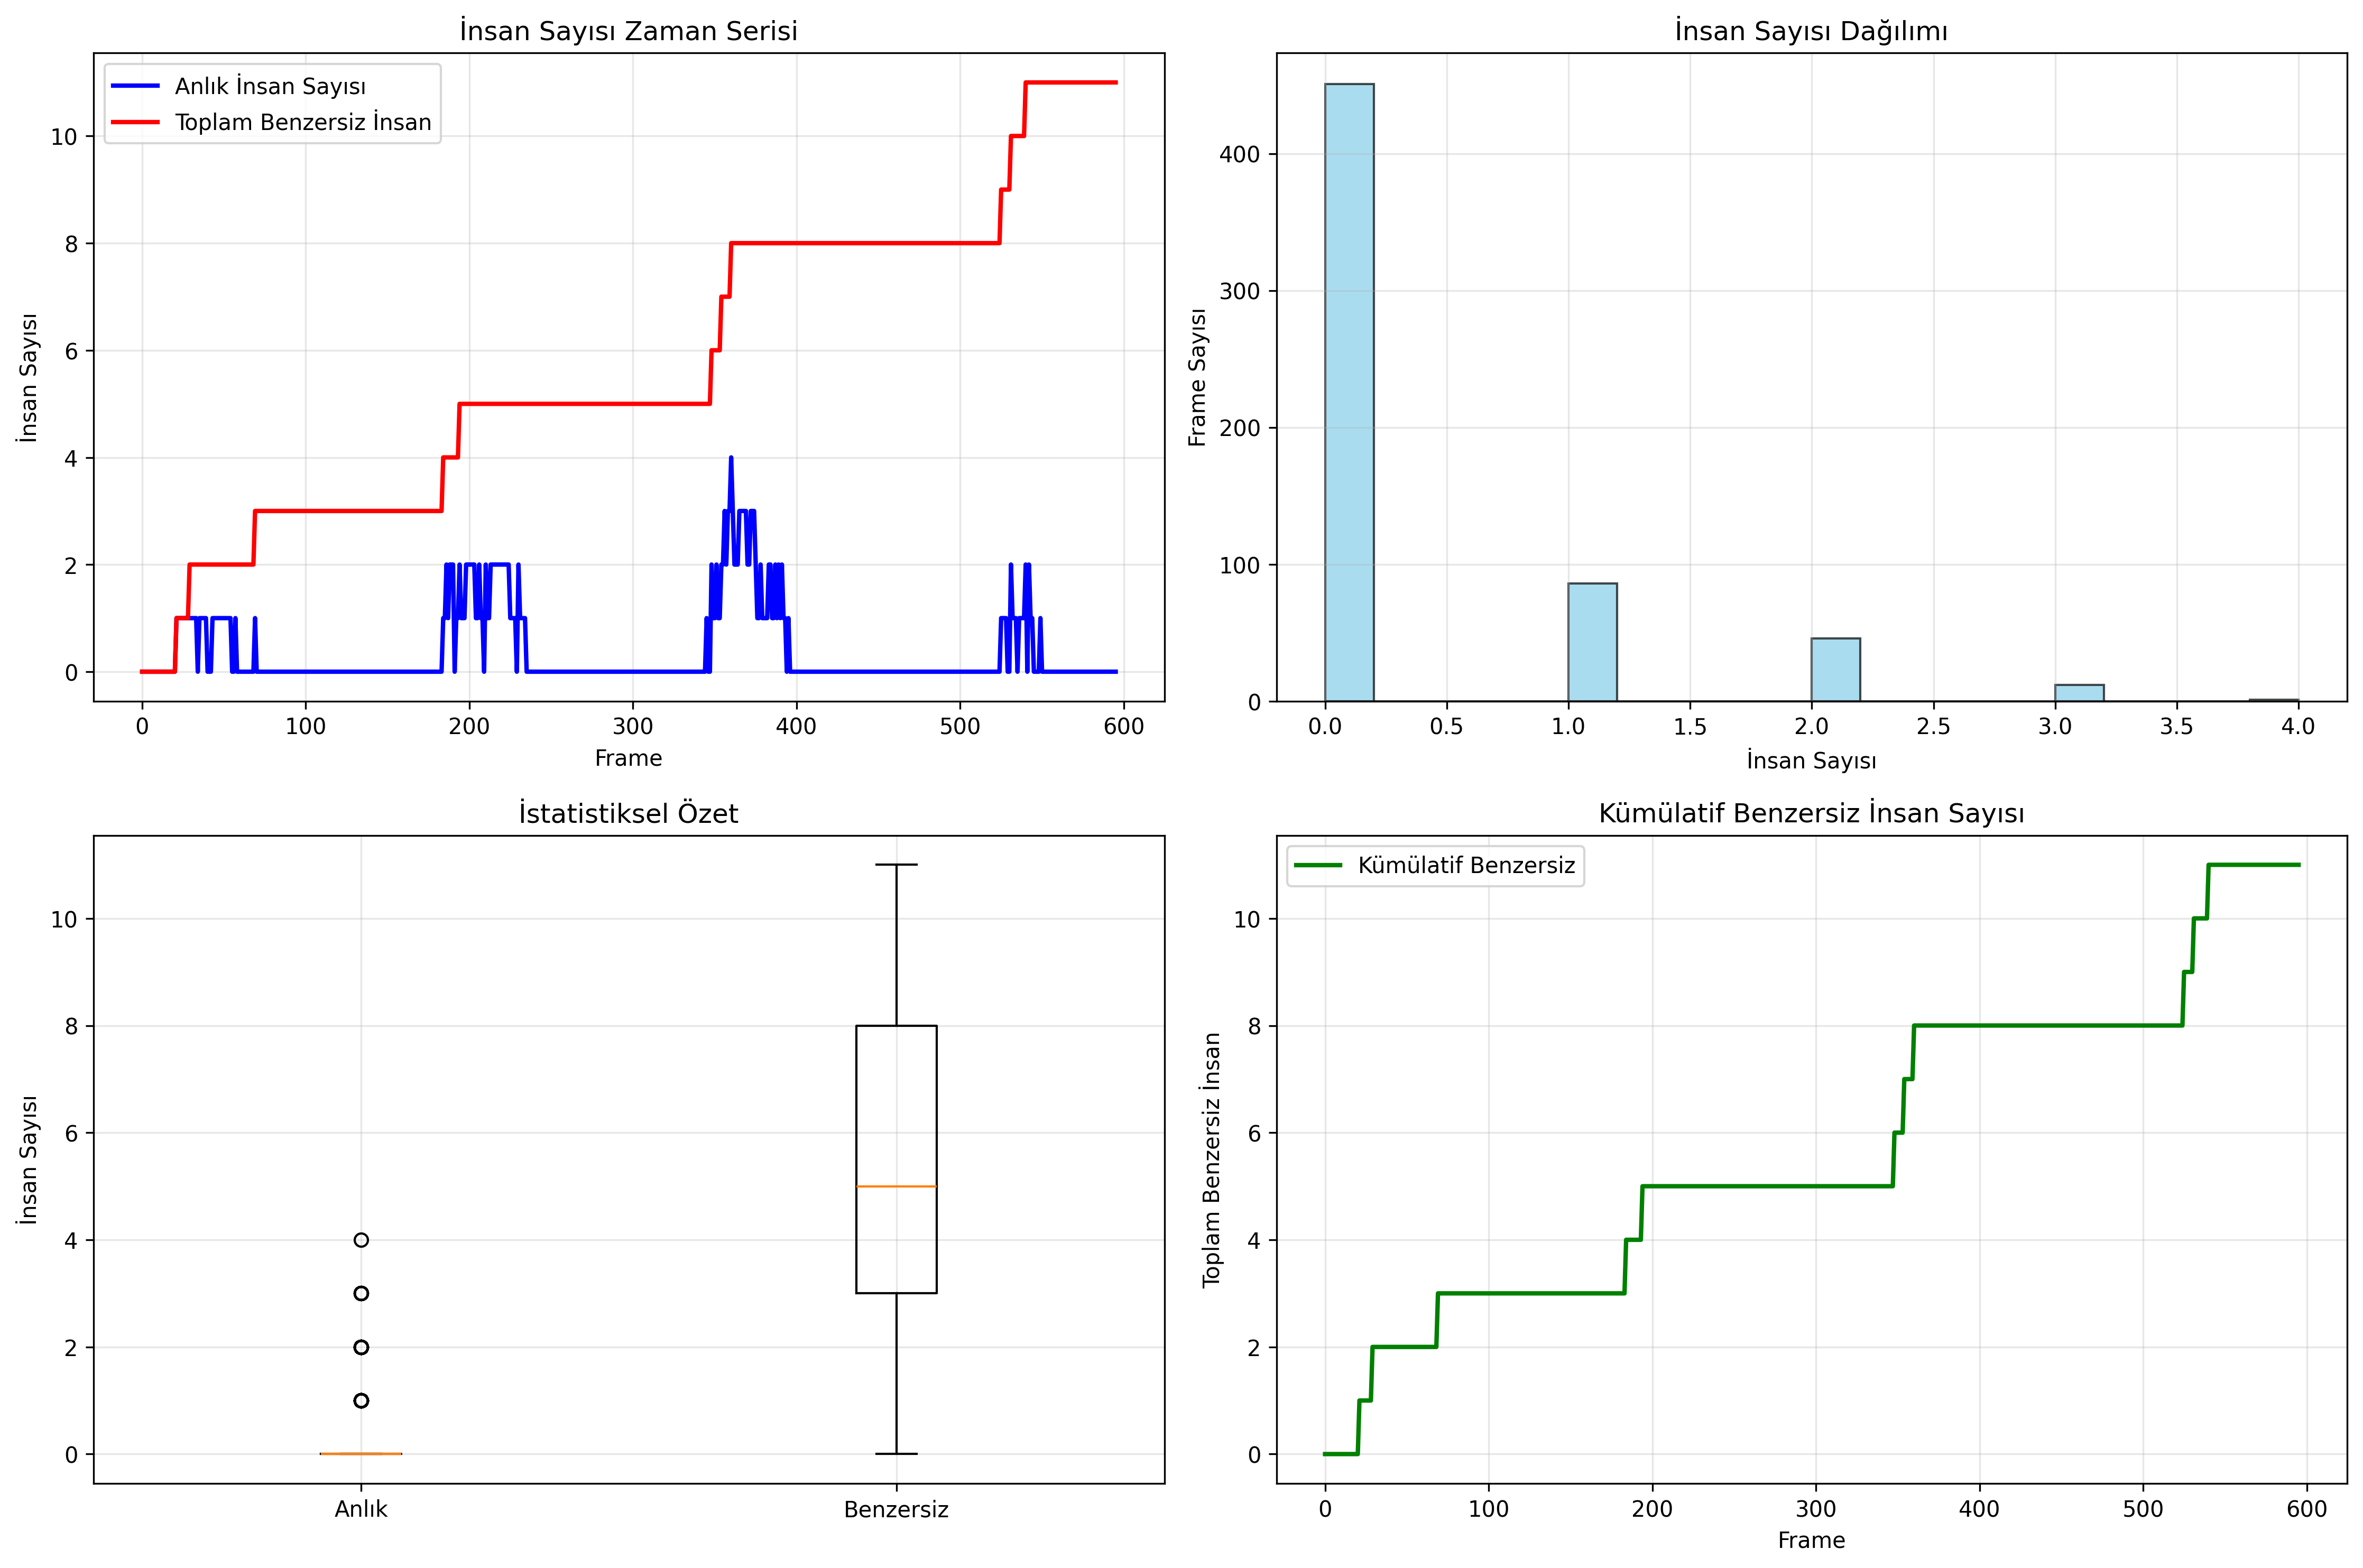 İnsan Sayısı Zaman Serisi
Anlık İnsan Sayısı
Toplam Benzersiz İnsan
İnsan Sayısı
10
8
6
4
2
0
0 100 200 300 400 500 600
Frame
İnsan Sayısı Dağılımı
Frame Sayısı
400
300
200
100
0
0.0 0.5 1.0 1.5 2.0 2.5 3.0 3.5 4.0
İnsan Sayısı
İstatistiksel Özet
İnsan Sayısı
10
8
6
4
2
0
Anlık Benzersiz
Kümülatif Benzersiz İnsan Sayısı
Kümülatif Benzersiz
Toplam Benzersiz İnsan
10
8
6
4
2
0
0 100 200 300 400 500 600
Frame